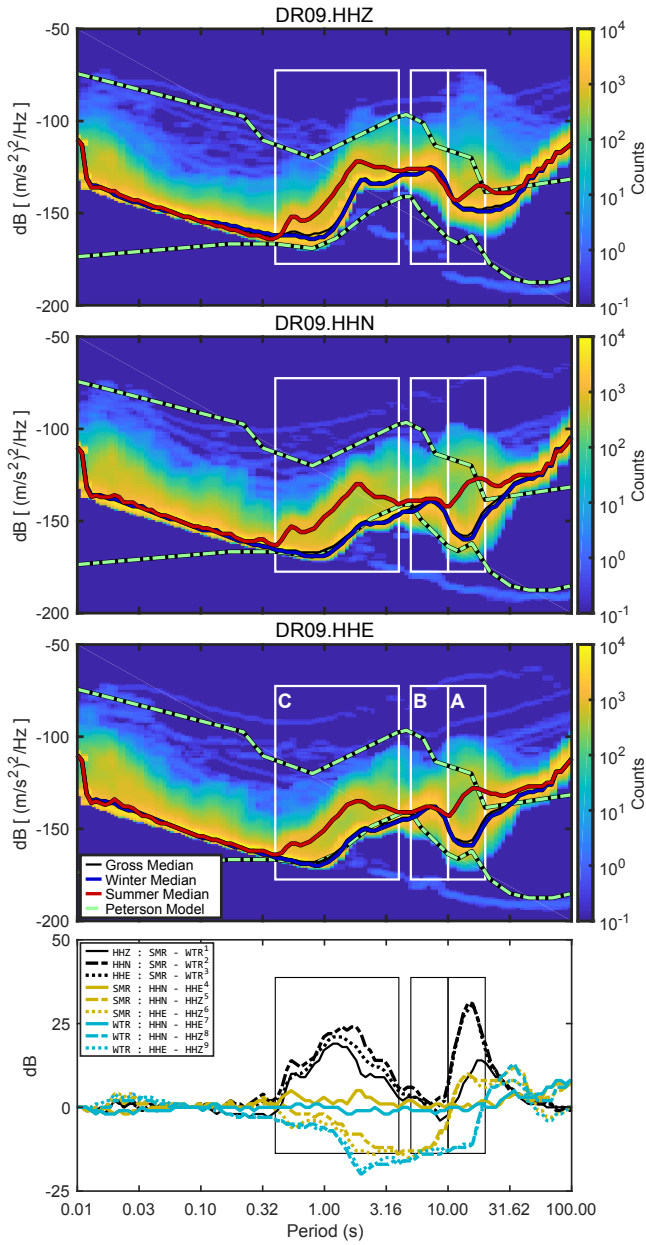 DR09.HHZ
-50
-100
-150
-200
dB [ (m/s²)²/Hz ]
10⁴
10³
10²
10¹
10⁰
10⁻¹
Counts
DR09.HHN
-50
-100
-150
-200
dB [ (m/s²)²/Hz ]
10⁴
10³
10²
10¹
10⁰
10⁻¹
Counts
DR09.HHE
-50
-100
-150
-200
dB [ (m/s²)²/Hz ]
C B A
Gross Median
Winter Median
Summer Median
Peterson Model
10⁴
10³
10²
10¹
10⁰
10⁻¹
Counts
50
25
0
-25
dB
HHZ : SMR - WTR¹
HHN : SMR - WTR²
HHE : SMR - WTR³
SMR : HHN - HHE⁴
SMR : HHN - HHZ⁵
SMR : HHE - HHZ⁶
WTR : HHN - HHE⁷
WTR : HHN - HHZ⁸
WTR : HHE - HHZ⁹
0.01 0.03 0.10 0.32 1.00 3.16 10.00 31.62 100.00
Period (s)